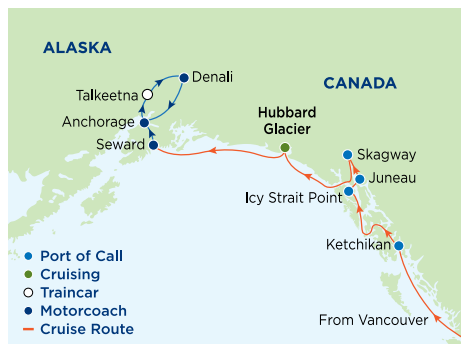 ALASKA
Denali
Talkeetna
CANADA
Anchorage
Hubbard
Glacier
Seward
Skagway
Juneau
Icy Strait Point
Ketchikan
Port of Call
Cruising
Traincar
Motorcoach
Cruise Route
From Vancouver